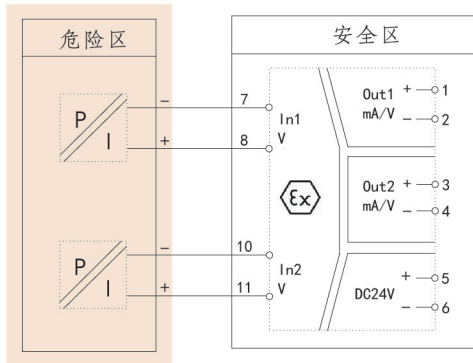 危险区
安全区
P
I
−
+
7
8
In1
V
P
I
−
+
10
11
In2
V
Ex
Out1
mA/V
+
−
1
2
Out2
mA/V
+
−
3
4
DC24V
+
−
5
6